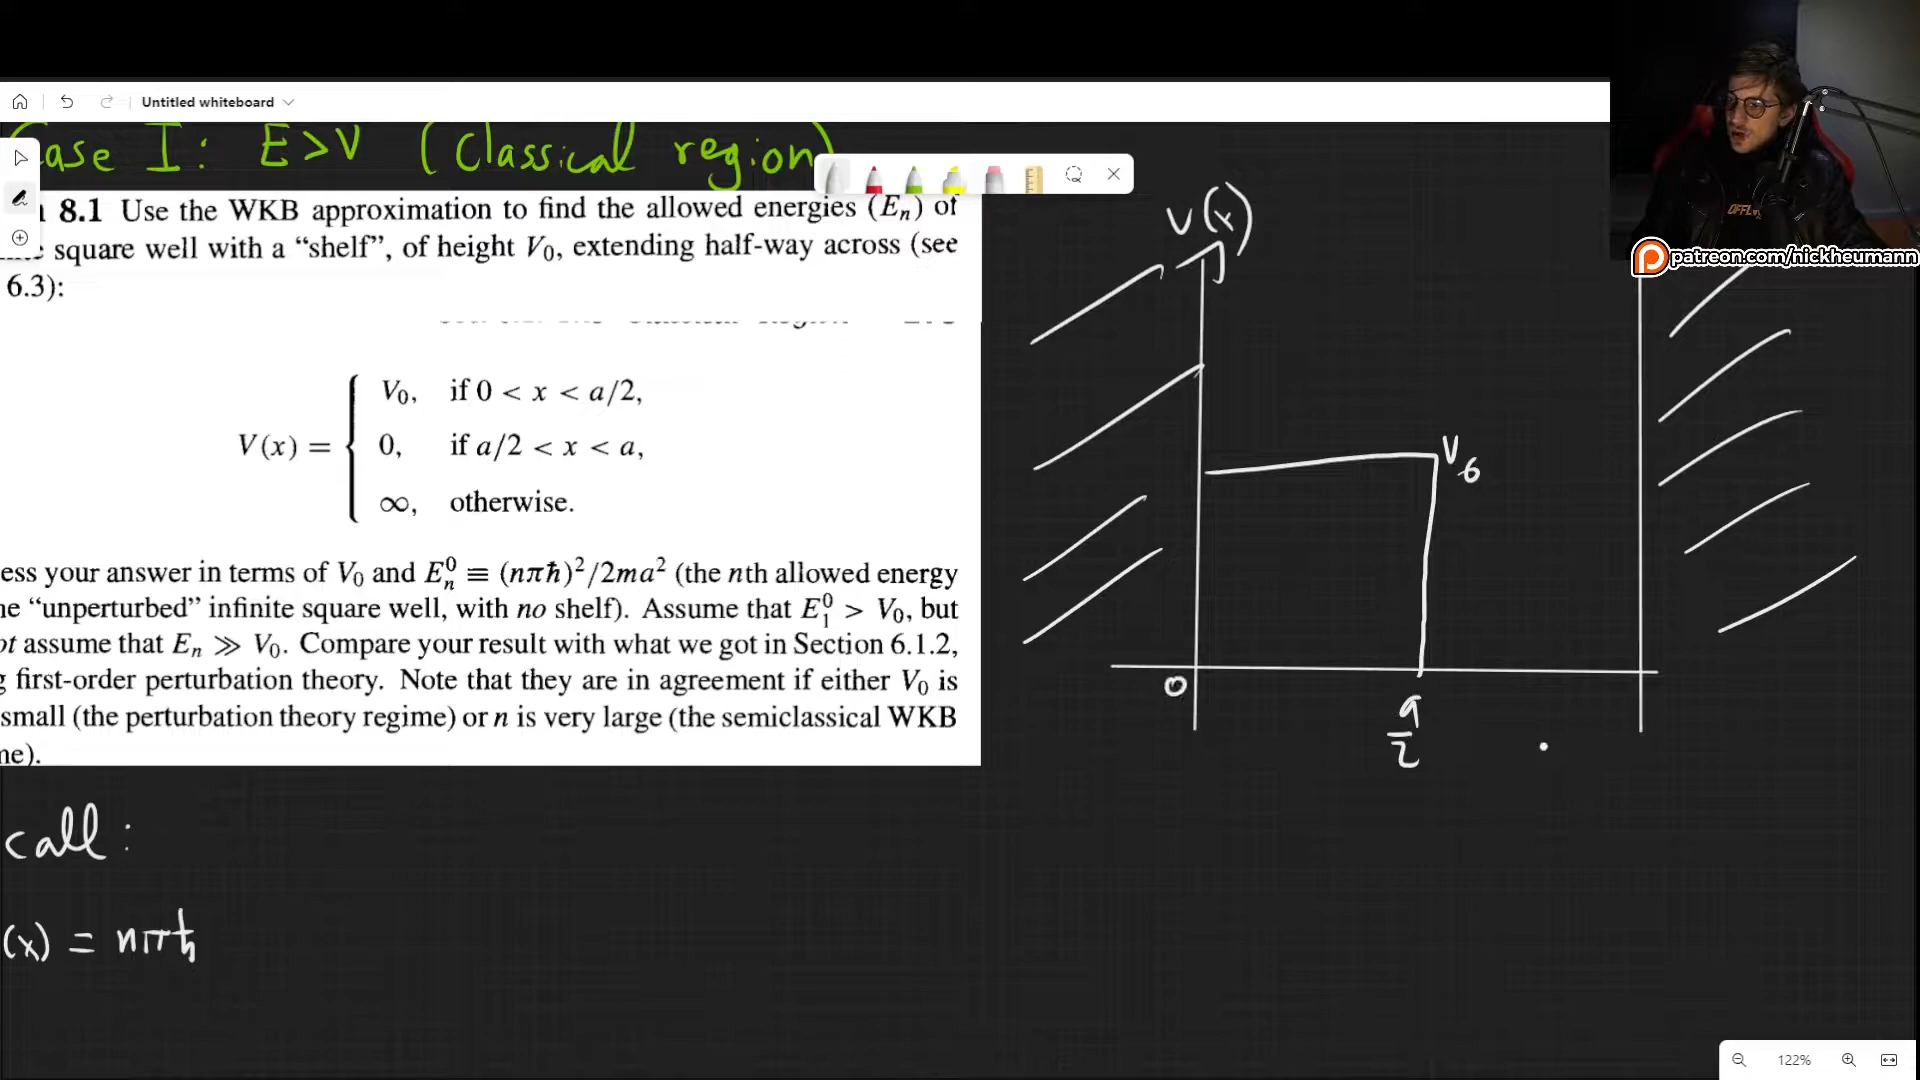 Untitled whiteboard
ase I: E>V (Classical region)
8.1 Use the WKB approximation to find the allowed energies (Eₙ) of
square well with a “shelf”, of height V₀, extending half-way across (see
6.3):
V(x) = { V₀, if 0 < x < a/2,
0, if a/2 < x < a,
∞, otherwise.
ess your answer in terms of V₀ and Eₙ⁰ ≡ (nπħ)²/2ma² (the nth allowed energy
e “unperturbed” infinite square well, with no shelf). Assume that E₁⁰ > V₀, but
ot assume that Eₙ ≫ V₀. Compare your result with what we got in Section 6.1.2,
g first-order perturbation theory. Note that they are in agreement if either V₀ is
small (the perturbation theory regime) or n is very large (the semiclassical WKB
ne).
call:
(x) = nπħ
V(x)
V₀
0
a/2
OFF
patreon.com/nickheumann
122%